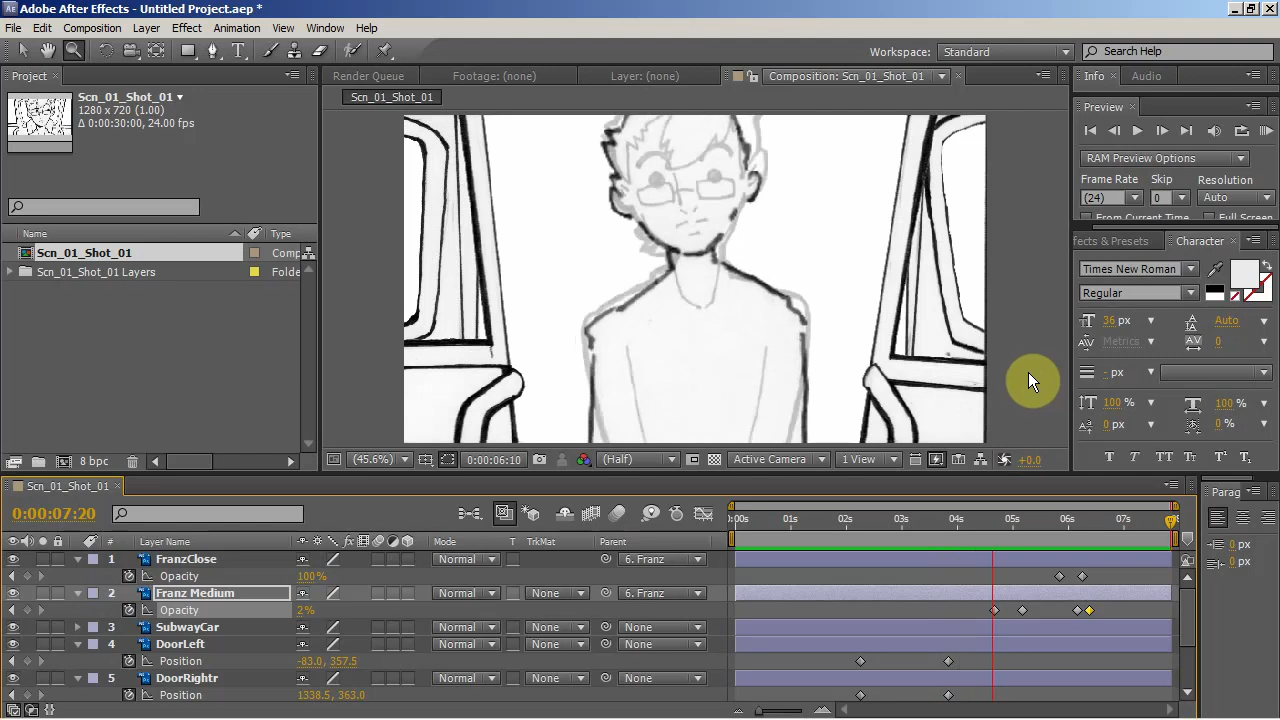 Adobe After Effects - Untitled Project.aep *
File Edit Composition Layer Effect Animation View Window Help
Workspace: Standard Search Help
Project Render Queue Footage: (none) Layer: (none) Composition: Scn_01_Shot_01 Info Audio
Scn_01_Shot_01
1280 x 720 (1.00)
Δ 0:00:30:00, 24.00 fps
Scn_01_Shot_01
Preview
RAM Preview Options
Frame Rate Skip Resolution
(24) 0 Auto
From Current Time Full Screen
Name Type
Scn_01_Shot_01 Comp
Scn_01_Shot_01 Layers Folde
8 bpc
ffects & Presets Character
Times New Roman
Regular
36 px Auto
Metrics 0
- px
100 % 100 %
0 px 0 %
T T TT Tt T¹ T₁
(45.6%) 0:00:06:10 (Half) Active Camera 1 View +0.0
Scn_01_Shot_01
0:00:07:20
:00s 01s 02s 03s 04s 05s 06s 07s
# Layer Name Mode T TrkMat Parent
1 FranzClose Normal 6. Franz
Opacity 100%
2 Franz Medium Normal None 6. Franz
Opacity 2%
3 SubwayCar Normal None None
4 DoorLeft Normal None None
Position -83.0, 357.5
5 DoorRightr Normal None None
Position 1338.5, 363.0
Parag
0 px
0 px